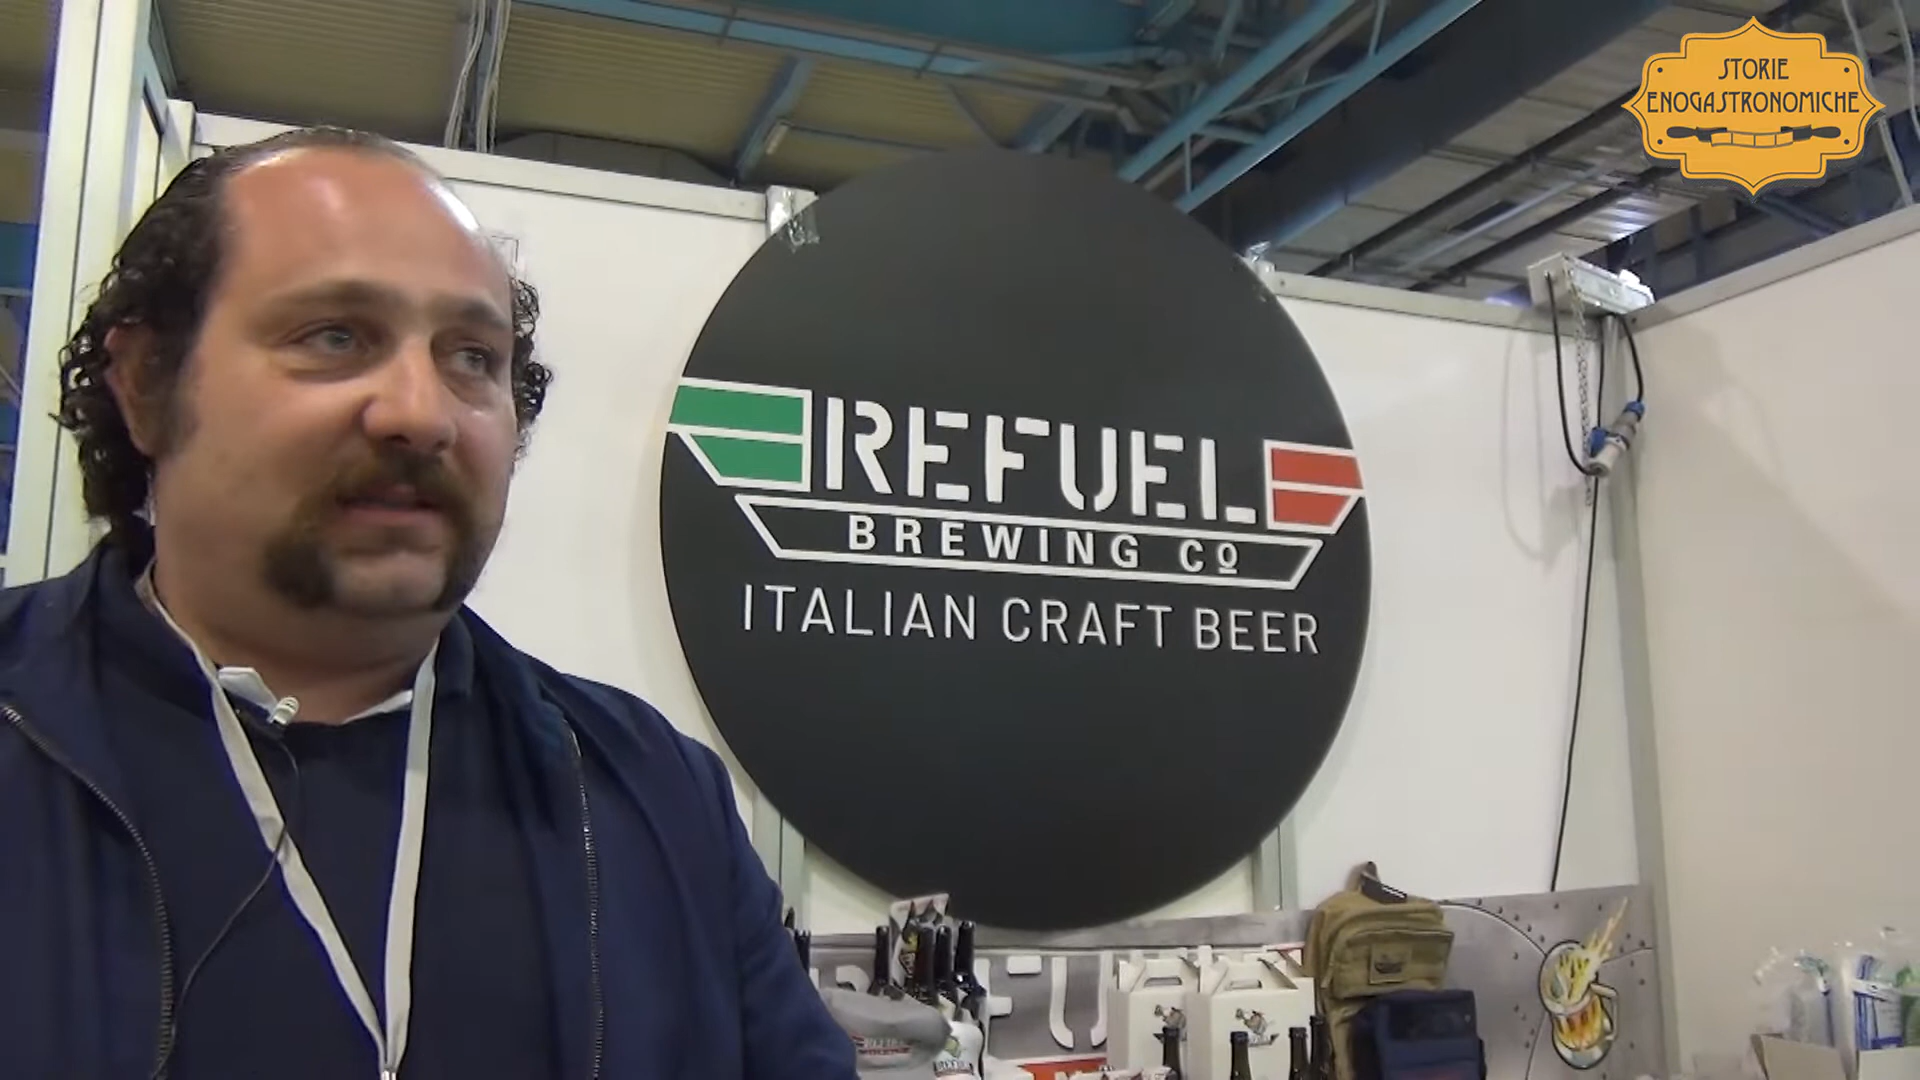 STORIE
ENOGASTRONOMICHE
REFUEL
BREWING Cº
ITALIAN CRAFT BEER